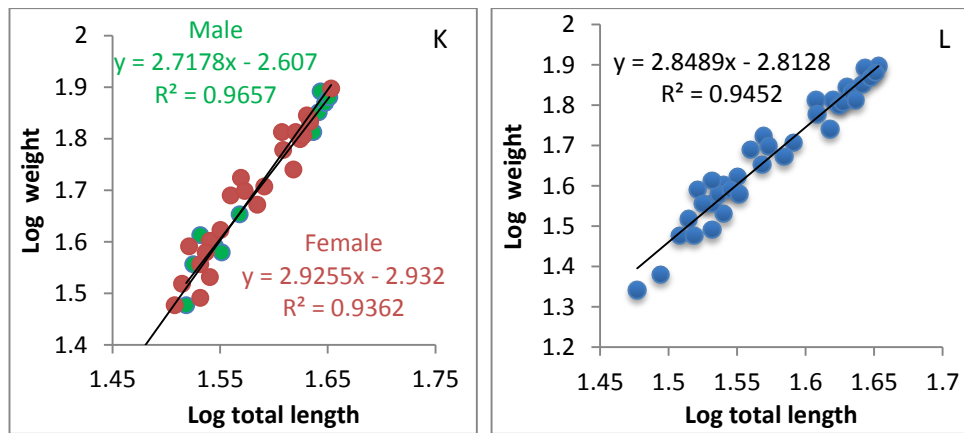 K
Male
y = 2.7178x - 2.607
R² = 0.9657
Female
y = 2.9255x - 2.932
R² = 0.9362
Log weight
2
1.9
1.8
1.7
1.6
1.5
1.4
1.45
1.55
1.65
1.75
Log total length
L
y = 2.8489x - 2.8128
R² = 0.9452
Log weight
2
1.9
1.8
1.7
1.6
1.5
1.4
1.3
1.2
1.45
1.5
1.55
1.6
1.65
1.7
Log total length